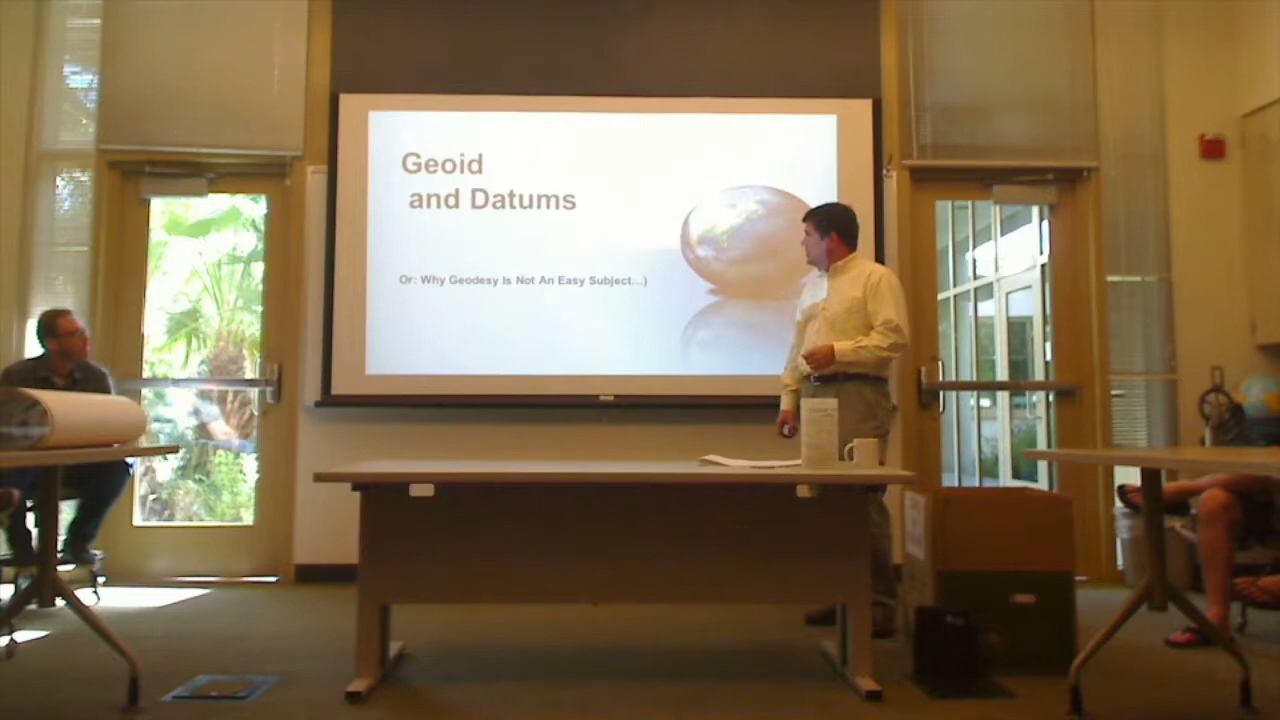 Geoid
and Datums
Or: Why Geodesy Is Not An Easy Subject...)